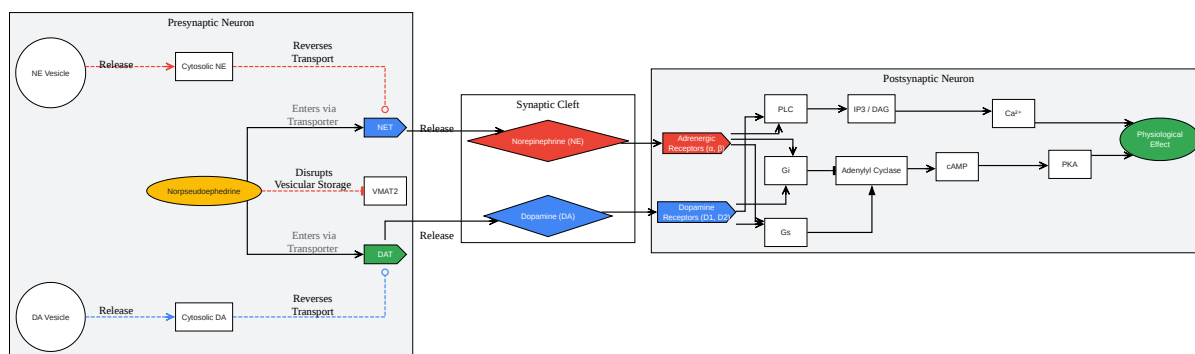 Presynaptic Neuron
NE Vesicle
Release
Cytosolic NE
Reverses
Transport
Enters via
Transporter
NET
Release
Norpseudoephedrine
Disrupts
Vesicular Storage
VMAT2
Enters via
Transporter
DAT
Release
DA Vesicle
Release
Cytosolic DA
Reverses
Transport
Synaptic Cleft
Norepinephrine (NE)
Dopamine (DA)
Postsynaptic Neuron
Adrenergic
Receptors (α, β)
Dopamine
Receptors (D1, D2)
PLC
IP3 / DAG
Ca²⁺
Gi
Adenylyl Cyclase
cAMP
PKA
Gs
Physiological
Effect